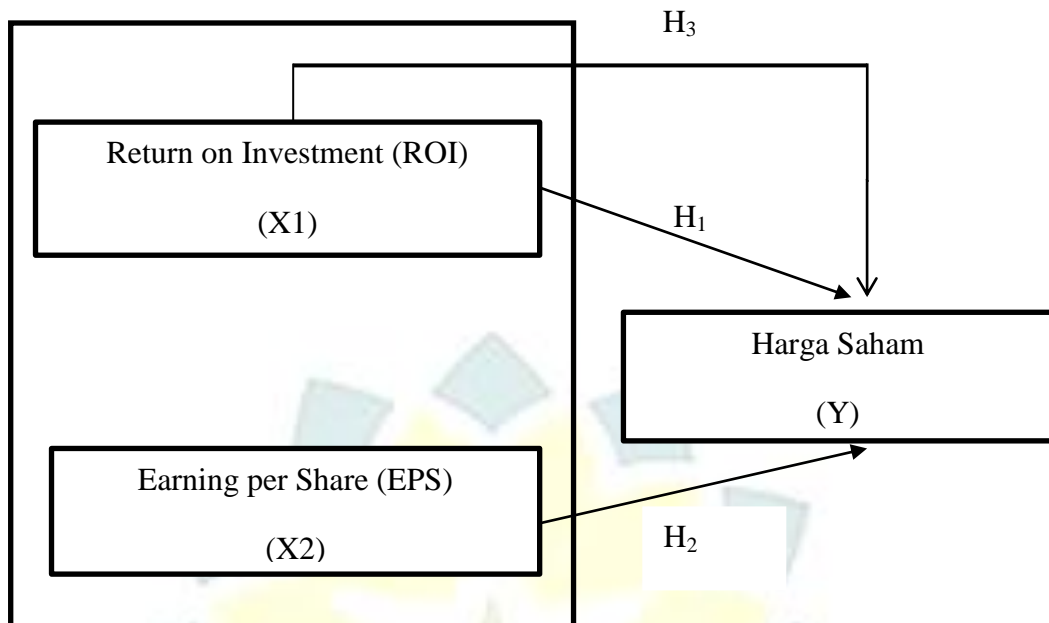 H₃
Return on Investment (ROI)
(X1)
H₁
Harga Saham
(Y)
Earning per Share (EPS)
(X2)
H₂